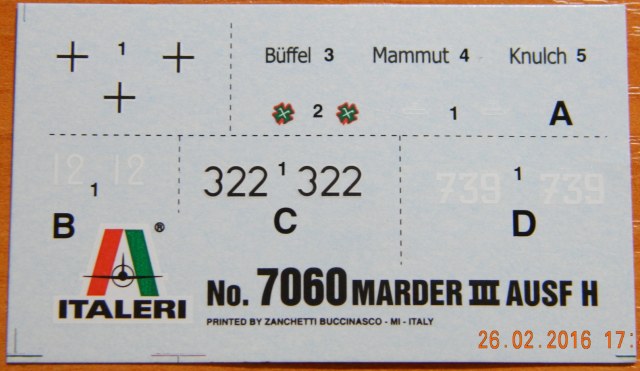 1
Büffel 3 Mammut 4 Knulch 5
2 1 A
12 12
1
B
322 1 322
C
739 1 739
D
®
ITALERI
No. 7060 MARDER III AUSF H
PRINTED BY ZANCHETTI BUCCINASCO - MI - ITALY
26.02.2016 17: